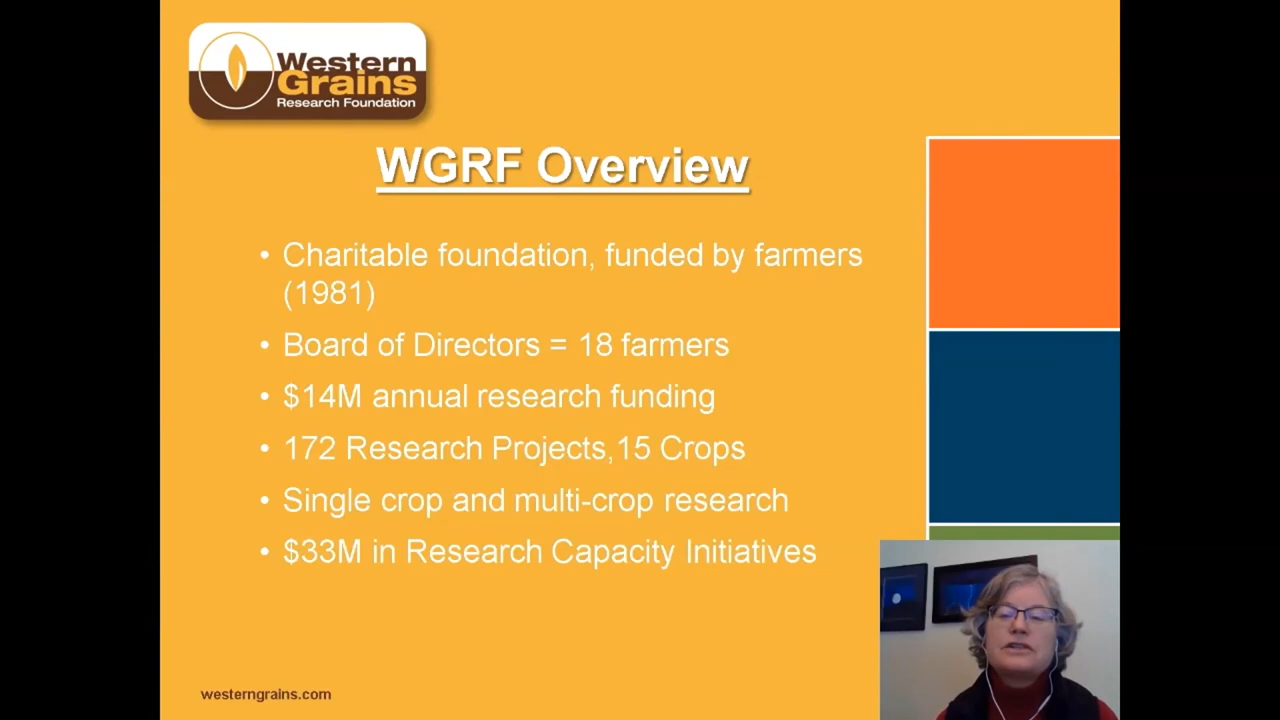 Western
Grains
Research Foundation
WGRF Overview
• Charitable foundation, funded by farmers
(1981)
• Board of Directors = 18 farmers
• $14M annual research funding
• 172 Research Projects,15 Crops
• Single crop and multi-crop research
• $33M in Research Capacity Initiatives
westerngrains.com